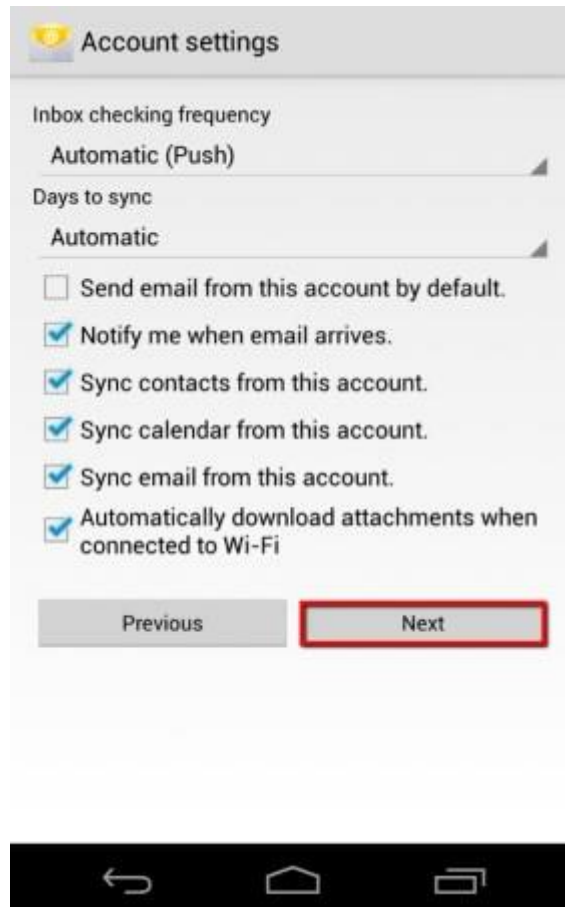 Account settings
Inbox checking frequency
Automatic (Push)
Days to sync
Automatic
Send email from this account by default.
Notify me when email arrives.
Sync contacts from this account.
Sync calendar from this account.
Sync email from this account.
Automatically download attachments when
connected to Wi-Fi
Previous
Next